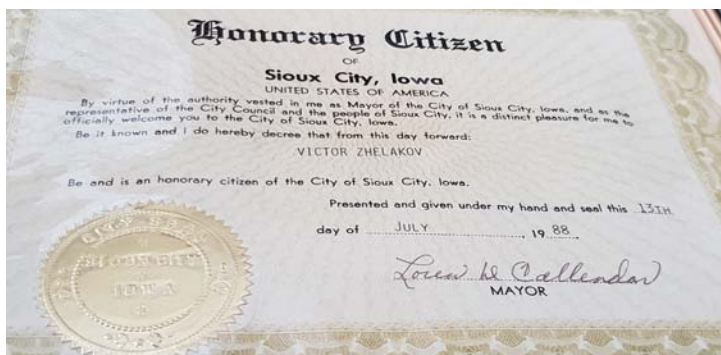 Honorary Citizen
OF
Sioux City, Iowa
UNITED STATES OF AMERICA
By virtue of the authority vested in me as Mayor of the City of Sioux City, Iowa, and as the
representative of the City Council and the people of Sioux City, it is a distinct pleasure for me to
officially welcome you to the City of Sioux City, Iowa.
Be it known and I do hereby decree that from this day forward:
VICTOR ZHELAKOV
Be and is an honorary citizen of the City of Sioux City, Iowa.
Presented and given under my hand and seal this 13TH
day of JULY, 19 88.
Loren W Callendar
MAYOR
SIOUX CITY
IOWA